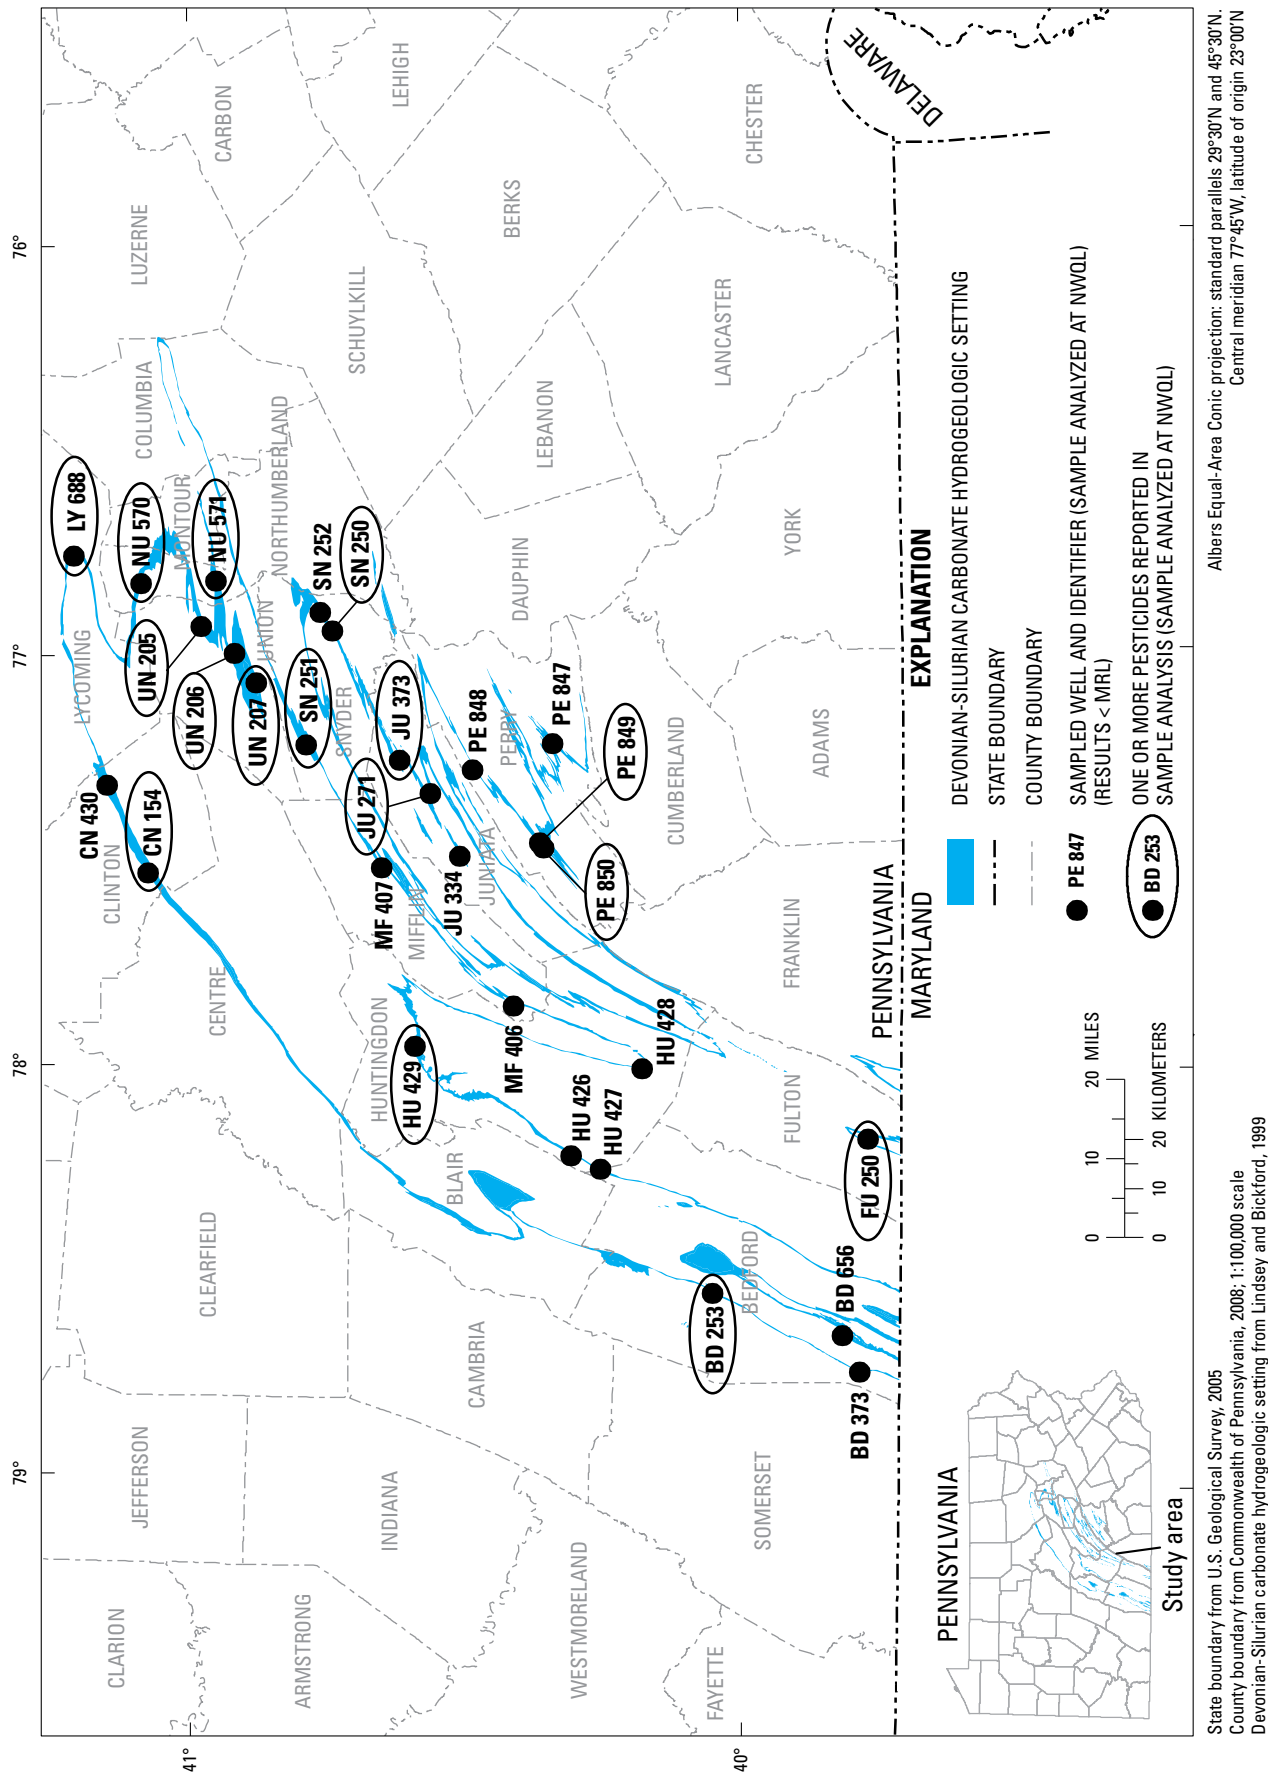 79°
78°
77°
76°
41°
40°
CLARION
JEFFERSON
CLEARFIELD
CLINTON
LYCOMING
COLUMBIA
LUZERNE
CARBON
MONTOUR
CENTRE
UNION
NORTHUMBERLAND
SCHUYLKILL
LEHIGH
ARMSTRONG
INDIANA
CAMBRIA
BLAIR
HUNTINGDON
MIFFLIN
JUNIATA
SNYDER
PERRY
DAUPHIN
LEBANON
BERKS
WESTMORELAND
SOMERSET
FAYETTE
BEDFORD
FULTON
FRANKLIN
CUMBERLAND
ADAMS
YORK
LANCASTER
CHESTER
DELAWARE
PENNSYLVANIA
MARYLAND
LY 688
NU 570
NU 571
UN 205
UN 206
UN 207
CN 430
CN 154
SN 252
SN 250
SN 251
JU 373
JU 271
JU 334
MF 407
MF 406
PE 848
PE 847
PE 849
PE 850
HU 429
HU 428
HU 426
HU 427
FU 250
BD 253
BD 656
BD 373
PENNSYLVANIA
Study area
0 10 20 MILES
0 10 20 KILOMETERS
EXPLANATION
DEVONIAN-SILURIAN CARBONATE HYDROGEOLOGIC SETTING
STATE BOUNDARY
COUNTY BOUNDARY
PE 847
SAMPLED WELL AND IDENTIFIER (SAMPLE ANALYZED AT NWQL)
(RESULTS < MRL)
BD 253
ONE OR MORE PESTICIDES REPORTED IN
SAMPLE ANALYSIS (SAMPLE ANALYZED AT NWQL)
State boundary from U.S. Geological Survey, 2005
County boundary from Commonwealth of Pennsylvania, 2008; 1:100,000 scale
Devonian-Silurian carbonate hydrogeologic setting from Lindsey and Bickford, 1999
Albers Equal-Area Conic projection: standard parallels 29°30'N and 45°30'N.
Central meridian 77°45'W, latitude of origin 23°00'N